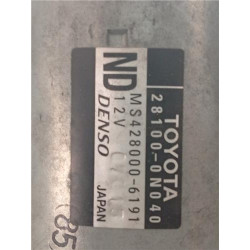 TOYOTA
28100-0N040
MS428000-6191
ND
12V
DENSO
JAPAN